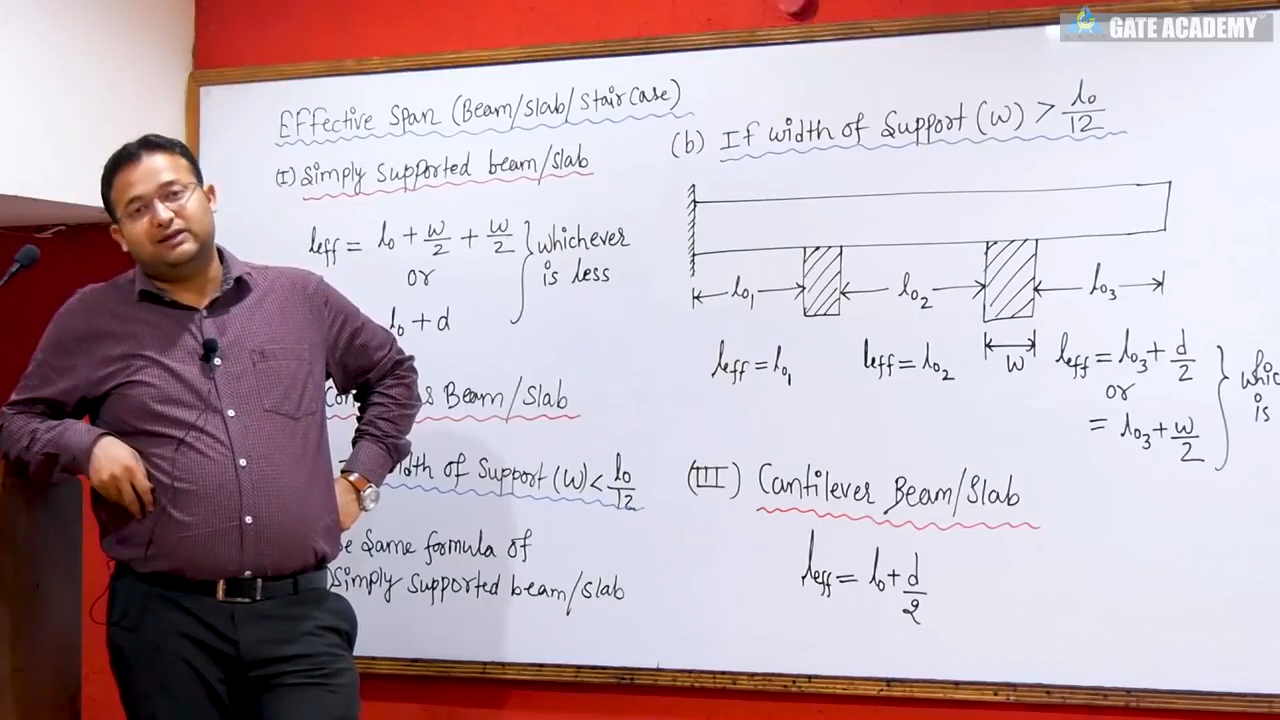 GATE ACADEMY
Effective Span (Beam/Slab/Staircase)
(I) Simply supported beam/slab
leff = l0 + w/2 + w/2
or
l0 + d
} whichever
is less
Beam/Slab
width of Support (w) < l0/12
Same formula of
Simply supported beam/slab
(b) If width of Support (w) > l0/12
l01
l02
l03
w
leff = l01
leff = l02
leff = l03 + d/2
or
= l03 + w/2
}
is
(III) Cantilever Beam/Slab
leff = l0 + d/2